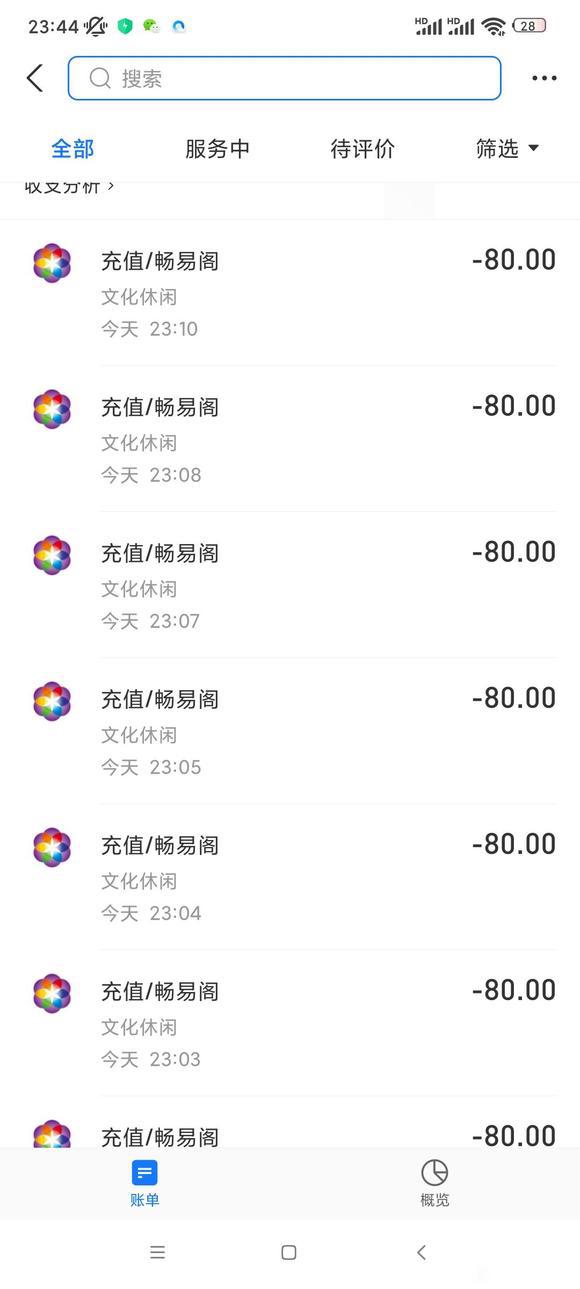 23:44
HD HD 28
搜索
全部 服务中 待评价 筛选
收支分析
充值/畅易阁 -80.00
文化休闲
今天 23:10
充值/畅易阁 -80.00
文化休闲
今天 23:08
充值/畅易阁 -80.00
文化休闲
今天 23:07
充值/畅易阁 -80.00
文化休闲
今天 23:05
充值/畅易阁 -80.00
文化休闲
今天 23:04
充值/畅易阁 -80.00
文化休闲
今天 23:03
充值/畅易阁 -80.00
账单 概览